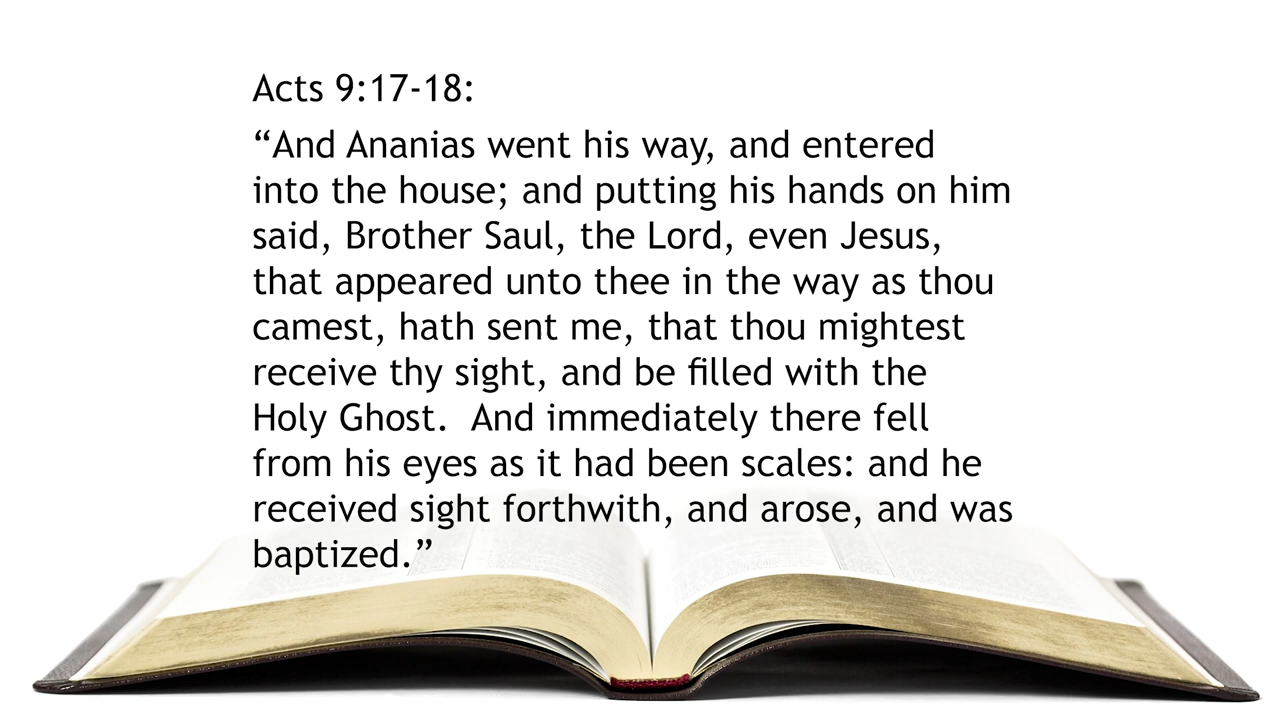 Acts 9:17-18:
“And Ananias went his way, and entered
into the house; and putting his hands on him
said, Brother Saul, the Lord, even Jesus,
that appeared unto thee in the way as thou
camest, hath sent me, that thou mightest
receive thy sight, and be filled with the
Holy Ghost.  And immediately there fell
from his eyes as it had been scales: and he
received sight forthwith, and arose, and was
baptized.”